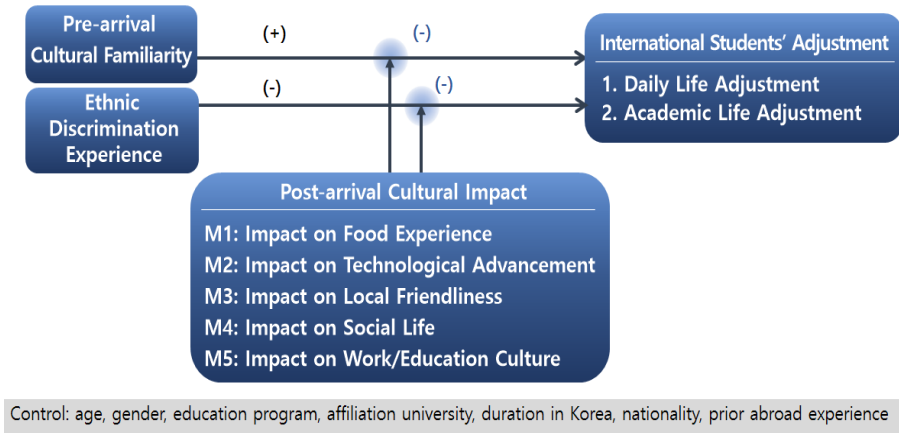 Pre-arrival
Cultural Familiarity
(+)
(-)
International Students' Adjustment
1. Daily Life Adjustment
2. Academic Life Adjustment
Ethnic
Discrimination
Experience
(-)
(-)
Post-arrival Cultural Impact
M1: Impact on Food Experience
M2: Impact on Technological Advancement
M3: Impact on Local Friendliness
M4: Impact on Social Life
M5: Impact on Work/Education Culture
Control: age, gender, education program, affiliation university, duration in Korea, nationality, prior abroad experience